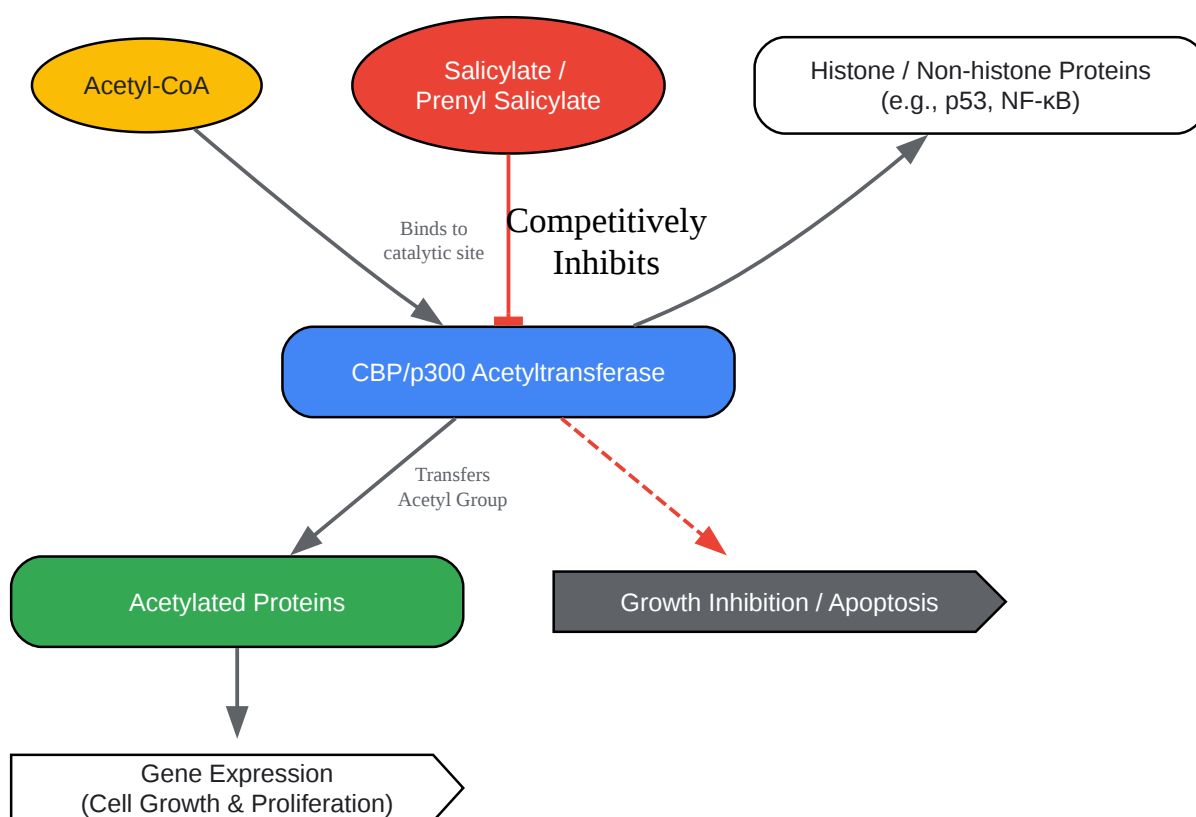 Acetyl-CoA
Salicylate /
Prenyl Salicylate
Histone / Non-histone Proteins
(e.g., p53, NF-κB)
Binds to
catalytic site
Competitively
Inhibits
CBP/p300 Acetyltransferase
Transfers
Acetyl Group
Acetylated Proteins
Growth Inhibition / Apoptosis
Gene Expression
(Cell Growth & Proliferation)